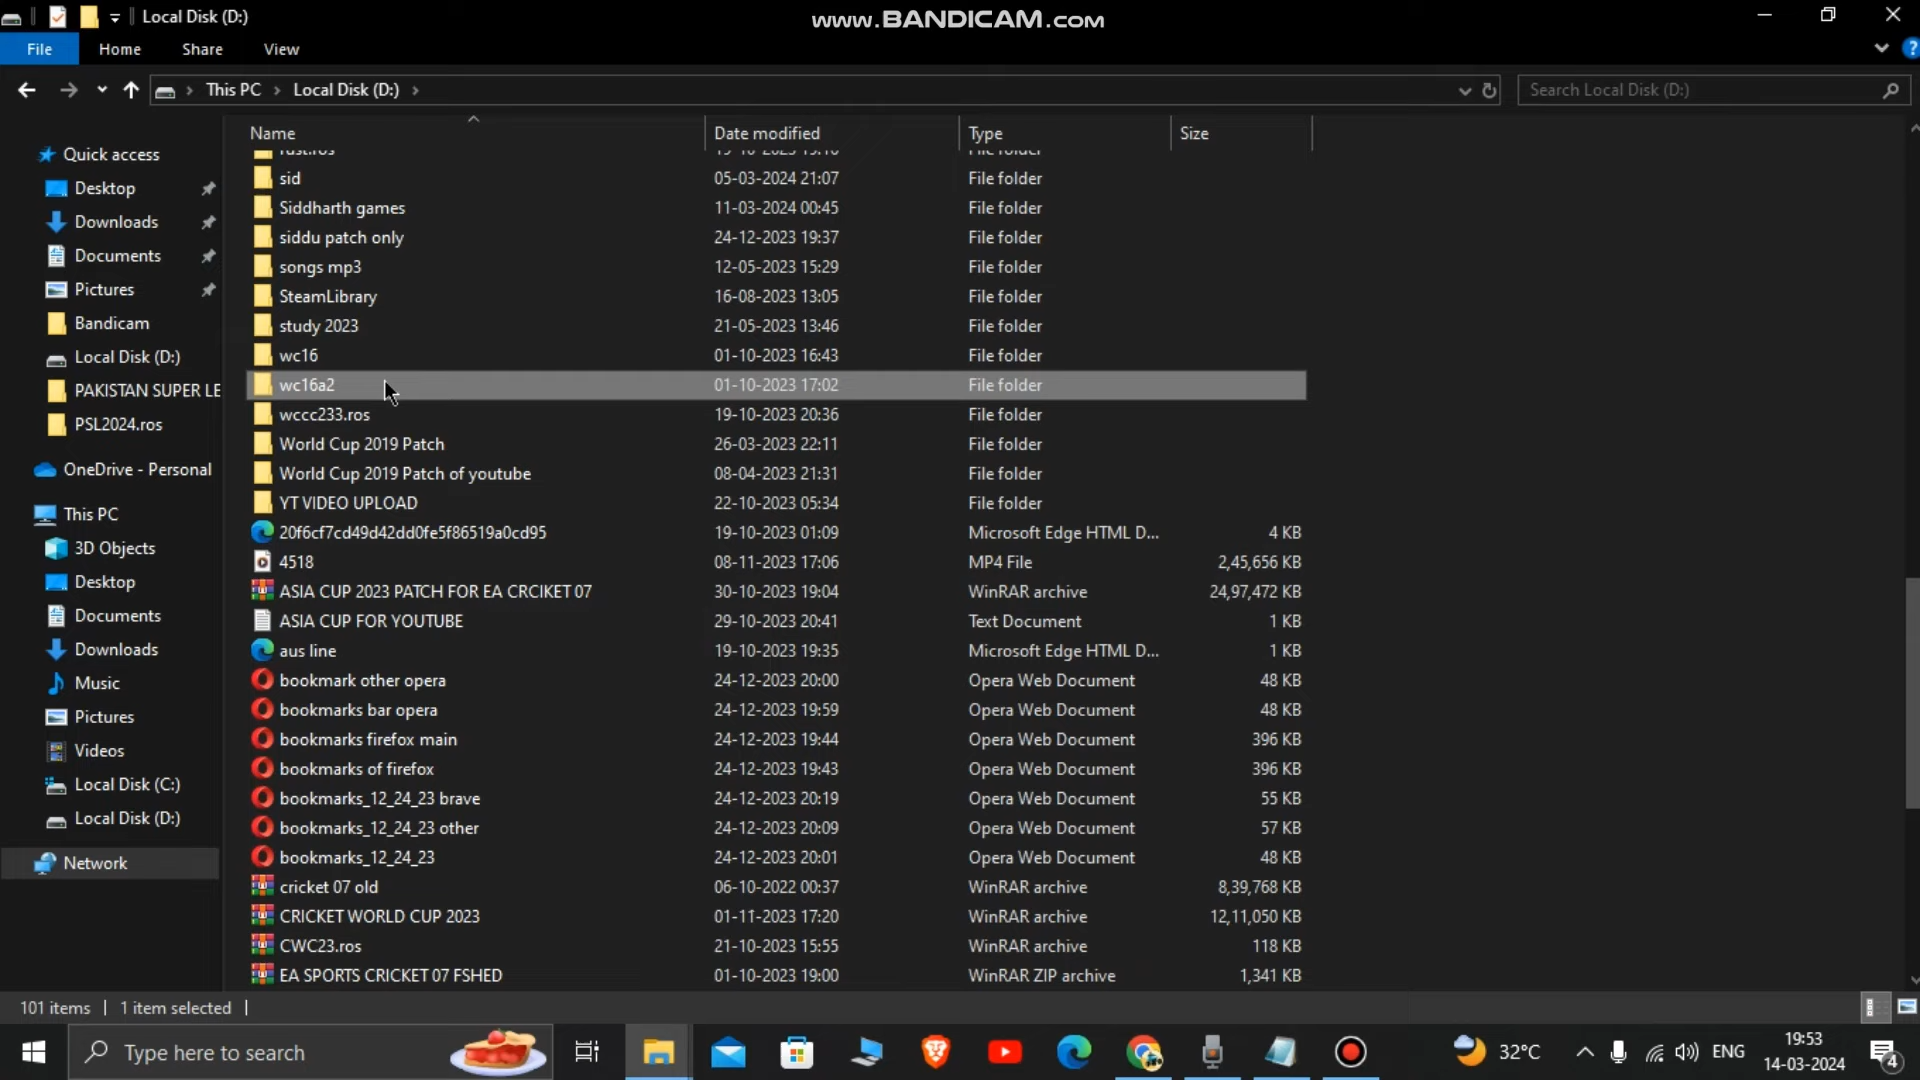 Local Disk (D:)
www.BANDICAM.com
File
Home
Share
View
This PC
Local Disk (D:)
Search Local Disk (D:)
Name
Date modified
Type
Size
Quick access
Desktop
Downloads
Documents
Pictures
Bandicam
Local Disk (D:)
PAKISTAN SUPER LE
PSL2024.ros
OneDrive - Personal
This PC
3D Objects
Desktop
Documents
Downloads
Music
Pictures
Videos
Local Disk (C:)
Local Disk (D:)
Network
sid 05-03-2024 21:07 File folder
Siddharth games 11-03-2024 00:45 File folder
siddu patch only 24-12-2023 19:37 File folder
songs mp3 12-05-2023 15:29 File folder
SteamLibrary 16-08-2023 13:05 File folder
study 2023 21-05-2023 13:46 File folder
wc16 01-10-2023 16:43 File folder
wc16a2 01-10-2023 17:02 File folder
wccc233.ros 19-10-2023 20:36 File folder
World Cup 2019 Patch 26-03-2023 22:11 File folder
World Cup 2019 Patch of youtube 08-04-2023 21:31 File folder
YT VIDEO UPLOAD 22-10-2023 05:34 File folder
20f6cf7cd49d42dd0fe5f86519a0cd95 19-10-2023 01:09 Microsoft Edge HTML D... 4 KB
4518 08-11-2023 17:06 MP4 File 2,45,656 KB
ASIA CUP 2023 PATCH FOR EA CRCIKET 07 30-10-2023 19:04 WinRAR archive 24,97,472 KB
ASIA CUP FOR YOUTUBE 29-10-2023 20:41 Text Document 1 KB
aus line 19-10-2023 19:35 Microsoft Edge HTML D... 1 KB
bookmark other opera 24-12-2023 20:00 Opera Web Document 48 KB
bookmarks bar opera 24-12-2023 19:59 Opera Web Document 48 KB
bookmarks firefox main 24-12-2023 19:44 Opera Web Document 396 KB
bookmarks of firefox 24-12-2023 19:43 Opera Web Document 396 KB
bookmarks_12_24_23 brave 24-12-2023 20:19 Opera Web Document 55 KB
bookmarks_12_24_23 other 24-12-2023 20:09 Opera Web Document 57 KB
bookmarks_12_24_23 24-12-2023 20:01 Opera Web Document 48 KB
cricket 07 old 06-10-2022 00:37 WinRAR archive 8,39,768 KB
CRICKET WORLD CUP 2023 01-11-2023 17:20 WinRAR archive 12,11,050 KB
CWC23.ros 21-10-2023 15:55 WinRAR archive 118 KB
EA SPORTS CRICKET 07 FSHED 01-10-2023 19:00 WinRAR ZIP archive 1,341 KB
101 items
1 item selected
Type here to search
32°C
ENG
19:53
14-03-2024
4